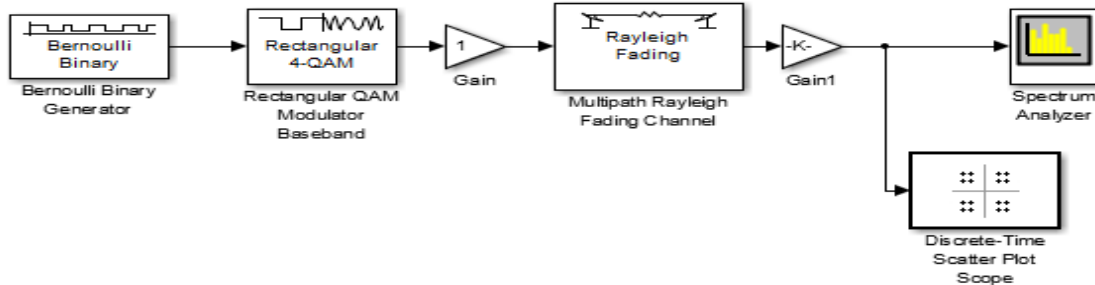 Bernoulli
Binary
Bernoulli Binary
Generator
Rectangular
4-QAM
Rectangular QAM
Modulator
Baseband
1
Gain
Rayleigh
Fading
Multipath Rayleigh
Fading Channel
-K-
Gain1
Spectrum
Analyzer
Discrete-Time
Scatter Plot
Scope